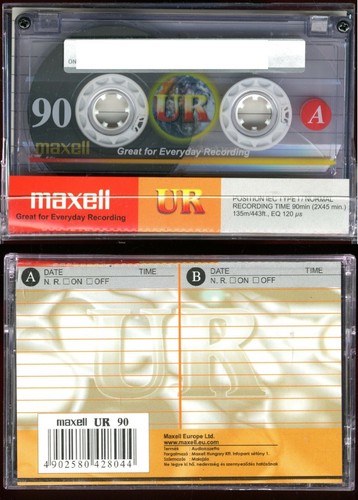 90
UR
A
maxell
Great for Everyday Recording
maxell
Great for Everyday Recording
UR
POSITION IEC TYPE I / NORMAL
RECORDING TIME 90min (2X45 min.)
135m/443ft., EQ 120 µs
A DATE TIME
N. R. ☐ ON ☐ OFF
B DATE TIME
N. R. ☐ ON ☐ OFF
UR
maxell UR 90
4 902580 428044
Maxell Europe Ltd.
www.maxell.eu.com
Termék : Audiokazetta